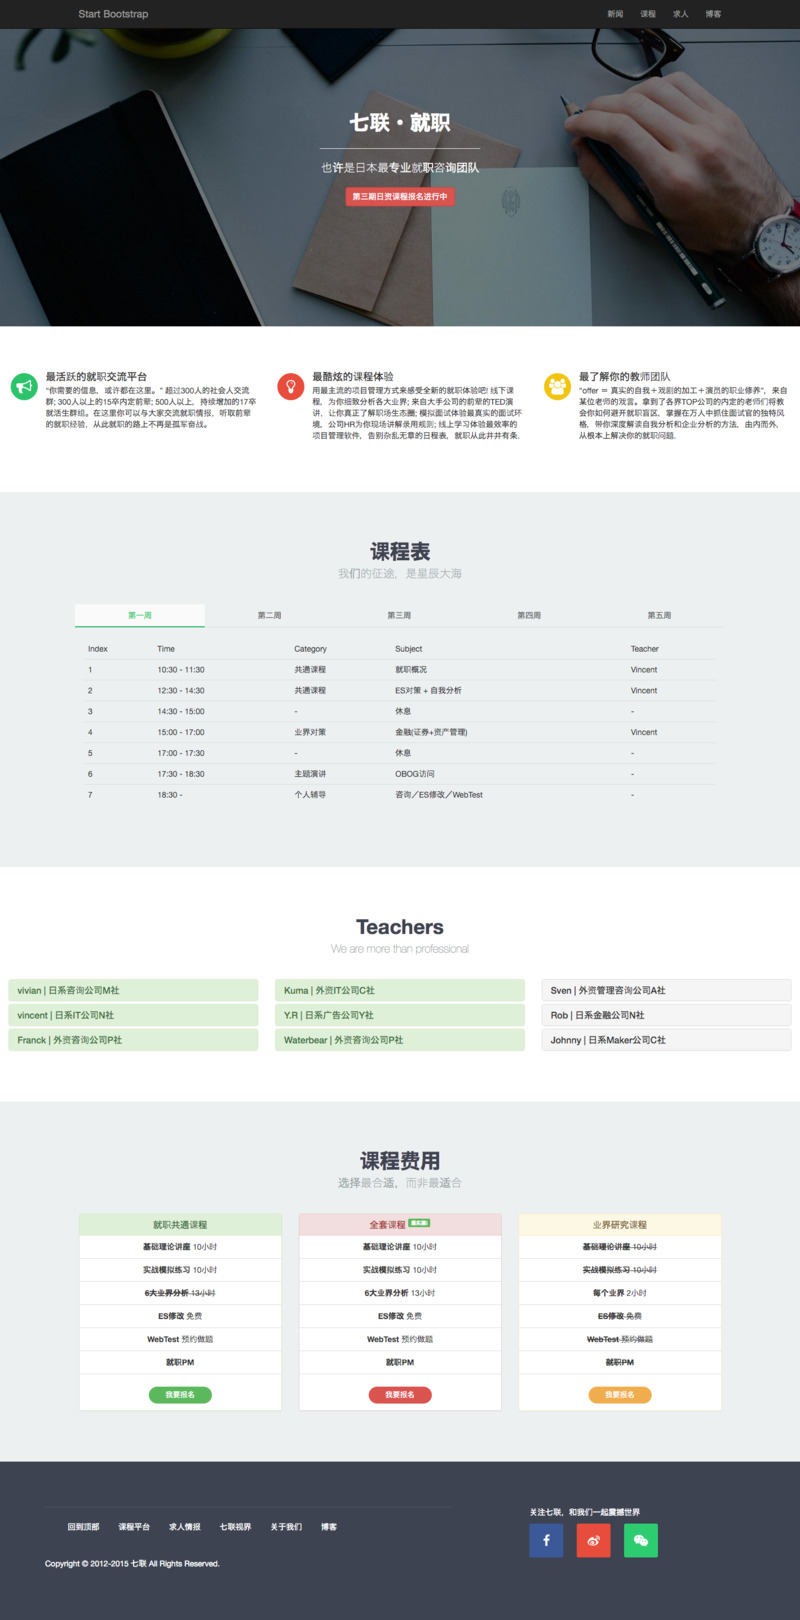 Start Bootstrap
新闻 课程 求人 博客
七联・就职
也许是日本最专业就职咨询团队
第三期日资课程报名进行中
最活跃的就职交流平台
“你需要的信息，或许都在这里。” 超过300人的社会人交流
群; 300人以上的15卒内定前辈; 500人以上，持续增加的17卒
就活生群组。在这里你可以与大家交流就职情报，听取前辈
的就职经验，从此就职的路上不再是孤军奋战。
最酷炫的课程体验
用最主流的项目管理方式来感受全新的就职体验吧! 线下课
程，为你细致分析各大业界; 来自大手公司的前辈的TED演
讲，让你真正了解职场生态圈; 模拟面试体验最真实的面试环
境，公司HR为你现场讲解录用规则; 线上学习体验最效率的
项目管理软件，告别杂乱无章的日程表，就职从此井井有条.
最了解你的教师团队
“offer ＝ 真实的自我＋戏剧的加工＋演员的职业修养”，来自
某位老师的戏言。拿到了各界TOP公司的内定的老师们将教
会你如何避开就职盲区，掌握在万人中抓住面试官的独特风
格，带你深度解读自我分析和企业分析的方法，由内而外，
从根本上解决你的就职问题.
课程表
我们的征途，是星辰大海
第一周 第二周 第三周 第四周 第五周
Index Time Category Subject Teacher
1 10:30 - 11:30 共通课程 就职概况 Vincent
2 12:30 - 14:30 共通课程 ES对策 + 自我分析 Vincent
3 14:30 - 15:00 - 休息 -
4 15:00 - 17:00 业界对策 金融(证券+资产管理) Vincent
5 17:00 - 17:30 - 休息 -
6 17:30 - 18:30 主题演讲 OBOG访问 -
7 18:30 - 个人辅导 咨询／ES修改／WebTest -
Teachers
We are more than professional
vivian | 日系咨询公司M社
Kuma | 外资IT公司C社
Sven | 外资管理咨询公司A社
vincent | 日系IT公司N社
Y.R | 日系广告公司Y社
Rob | 日系金融公司N社
Franck | 外资咨询公司P社
Waterbear | 外资咨询公司P社
Johnny | 日系Maker公司C社
课程费用
选择最合适，而非最适合
就职共通课程
基础理论讲座 10小时
实战模拟练习 10小时
6大业界分析 13小时
ES修改 免费
WebTest 预约做题
就职PM
我要报名
全套课程
基础理论讲座 10小时
实战模拟练习 10小时
6大业界分析 13小时
ES修改 免费
WebTest 预约做题
就职PM
我要报名
业界研究课程
基础理论讲座 10小时
实战模拟练习 10小时
每个业界 2小时
ES修改 免费
WebTest 预约做题
就职PM
我要报名
回到顶部 课程平台 求人情报 七联视界 关于我们 博客
Copyright © 2012-2015 七联 All Rights Reserved.
关注七联，和我们一起震撼世界